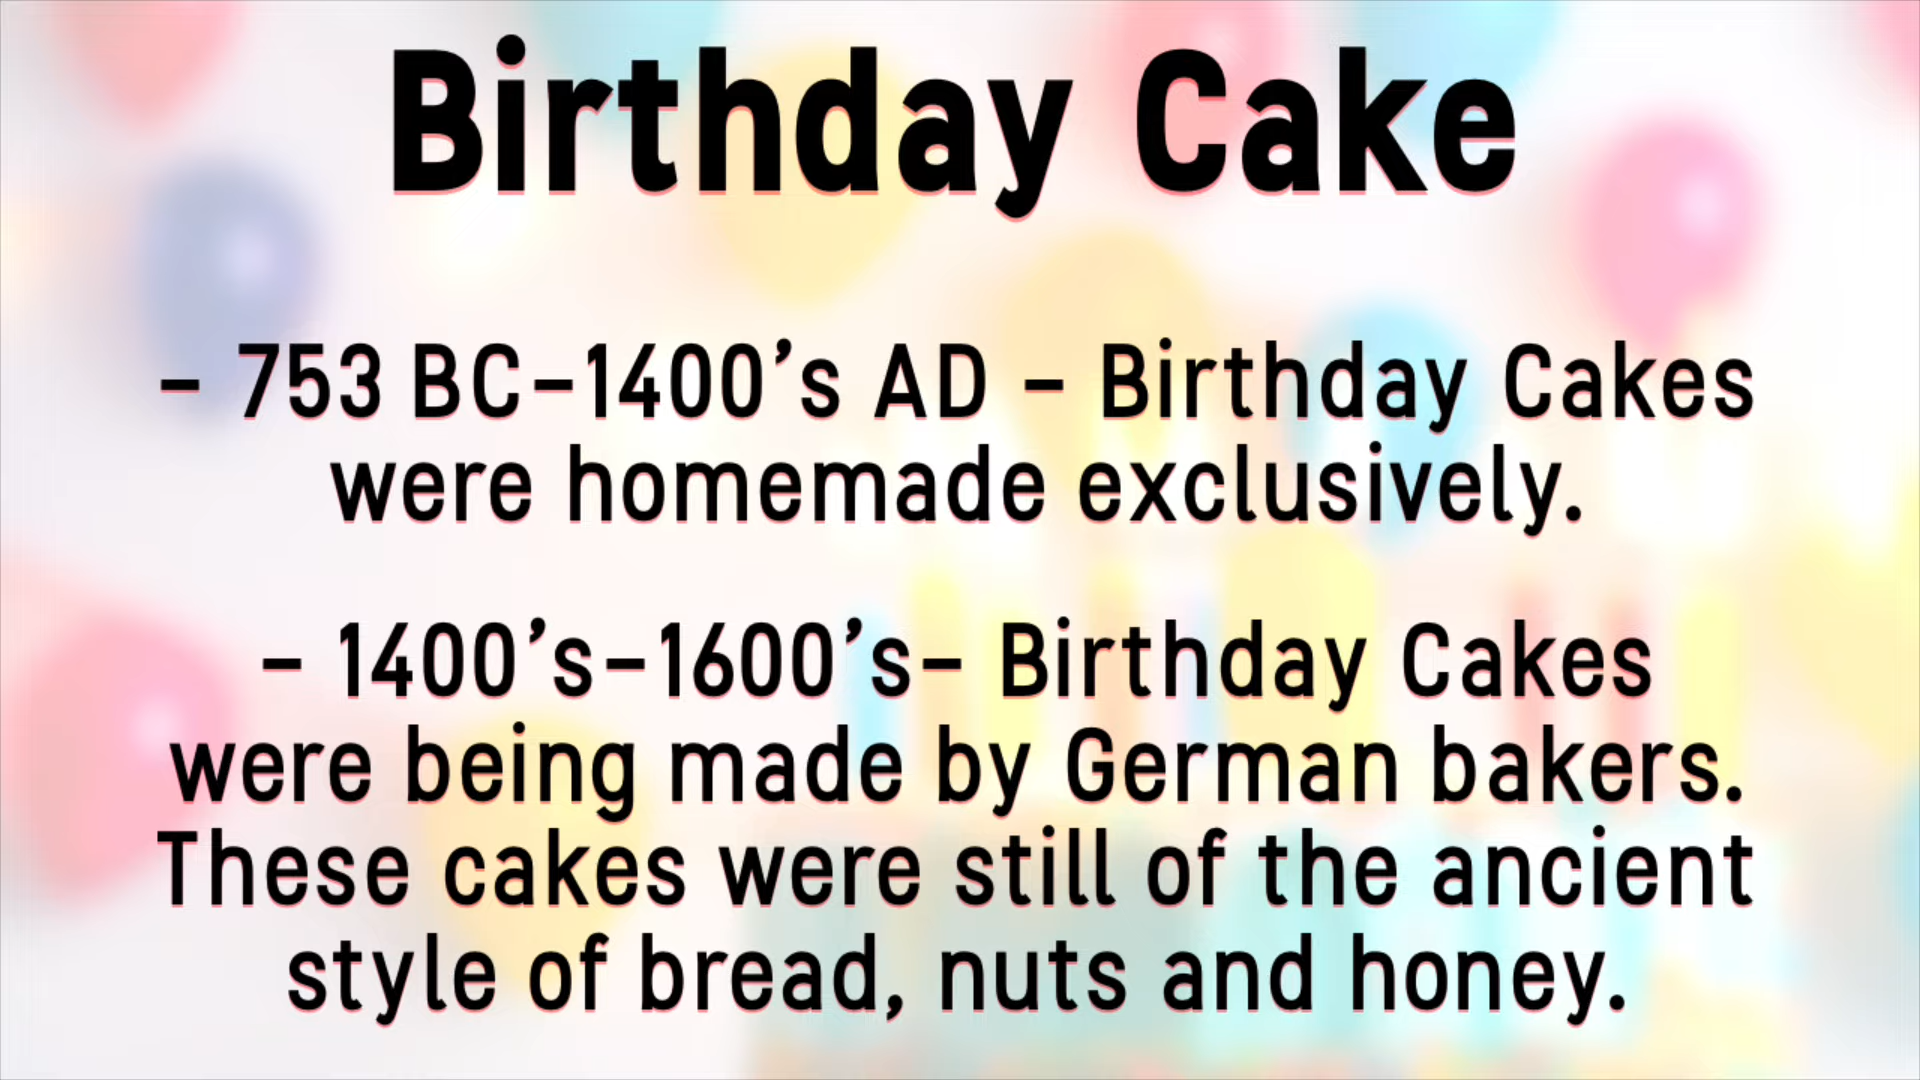 Birthday Cake
- 753 BC-1400's AD - Birthday Cakes
were homemade exclusively.
- 1400's-1600's- Birthday Cakes
were being made by German bakers.
These cakes were still of the ancient
style of bread, nuts and honey.